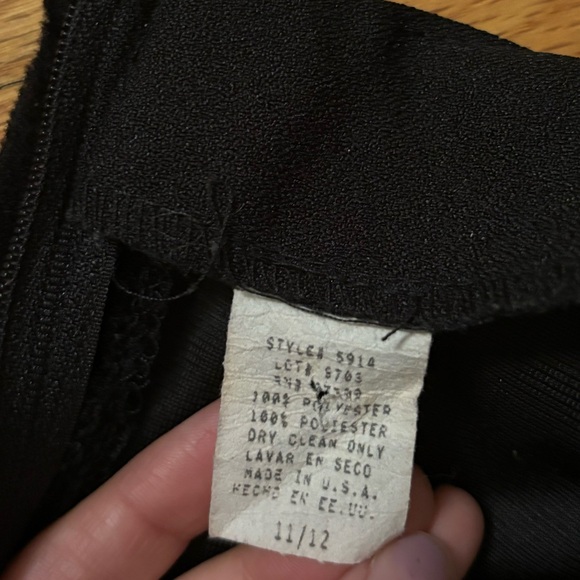 STYLE# 5914
LOT# 8703
100% POLYESTER
100% POLIESTER
DRY CLEAN ONLY
LAVAR EN SECO
MADE IN U.S.A.
HECHO EN EE.UU.
11/12